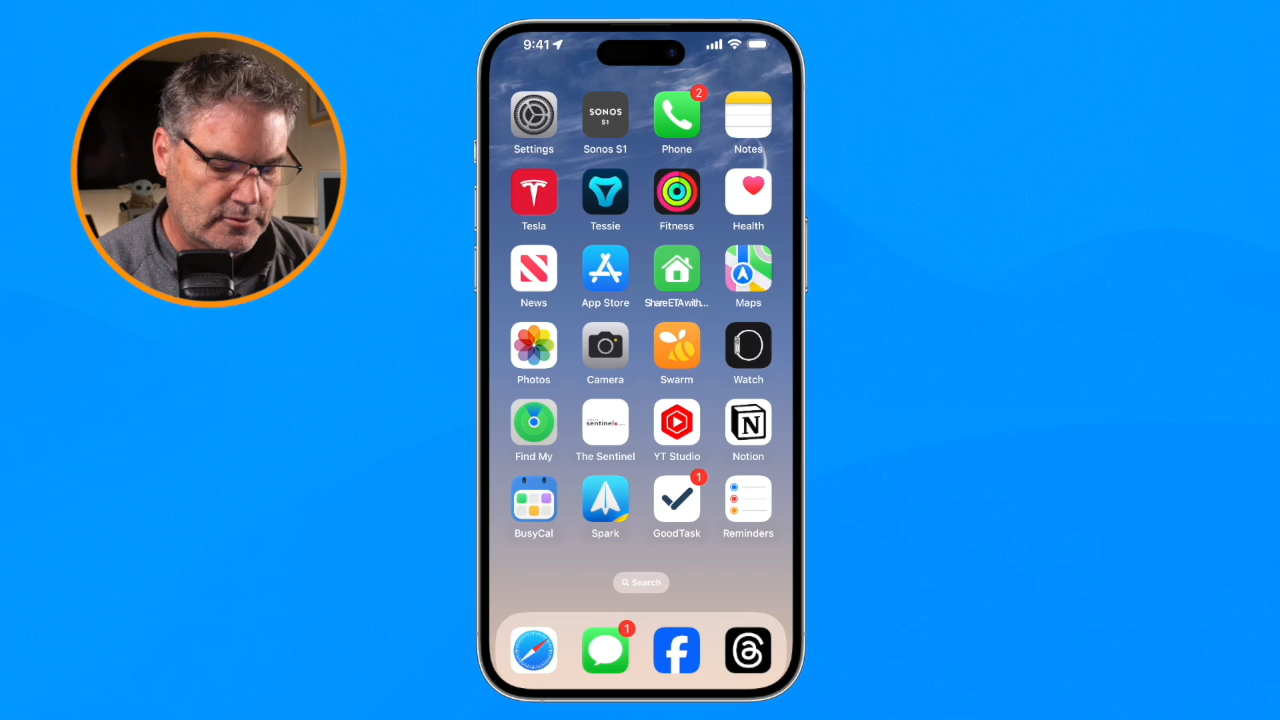 9:41
2
SONOS
S1
Settings Sonos S1 Phone Notes
Tesla Tessie Fitness Health
News App Store ShareETAwith... Maps
Photos Camera Swarm Watch
sentinel
N
Find My The Sentinel YT Studio Notion
1
BusyCal Spark GoodTask Reminders
Search
1